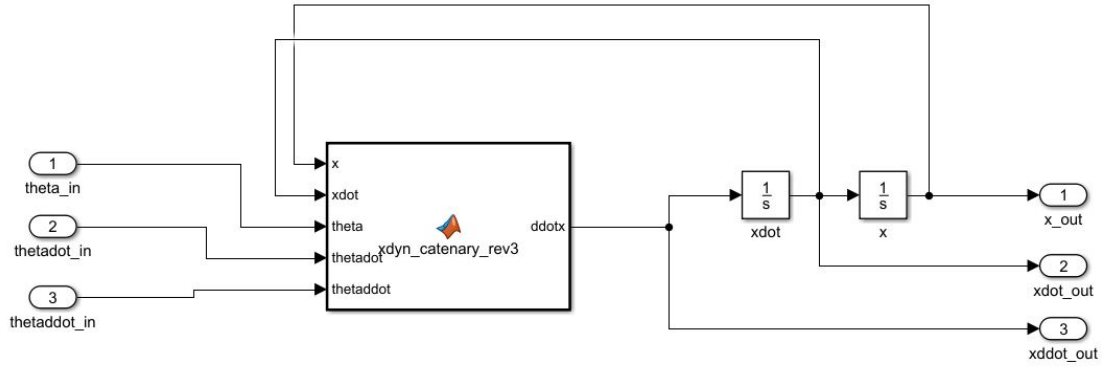 1
theta_in
2
thetadot_in
3
thetaddot_in
x
xdot
theta
thetadot
thetaddot
xdyn_catenary_rev3
ddotx
1
s
xdot
1
s
x
1
x_out
2
xdot_out
3
xddot_out